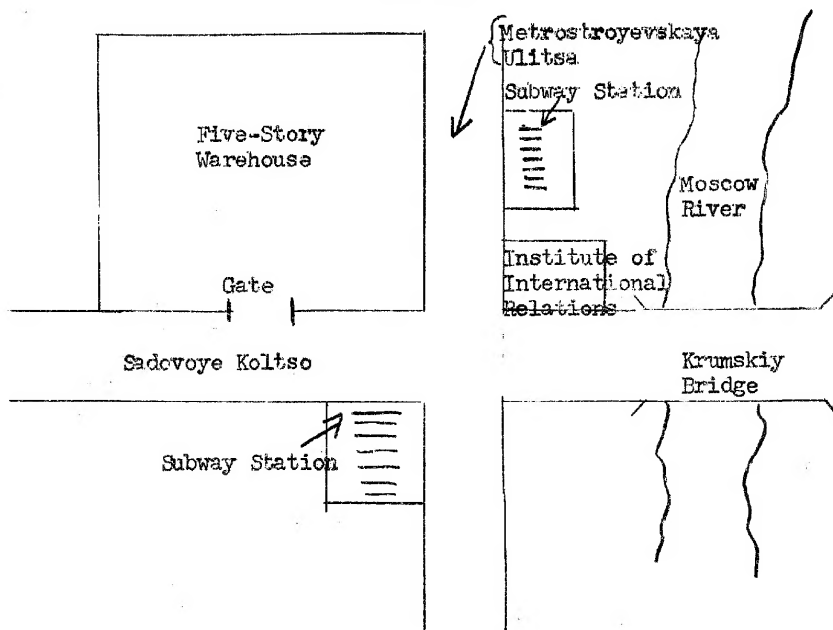 Metrostroyevskaya
Ulitsa
Subway Station
Five-Story
Warehouse
Moscow
River
Institute of
International
Relations
Gate
Sadovoye Koltso
Krumskiy
Bridge
Subway Station